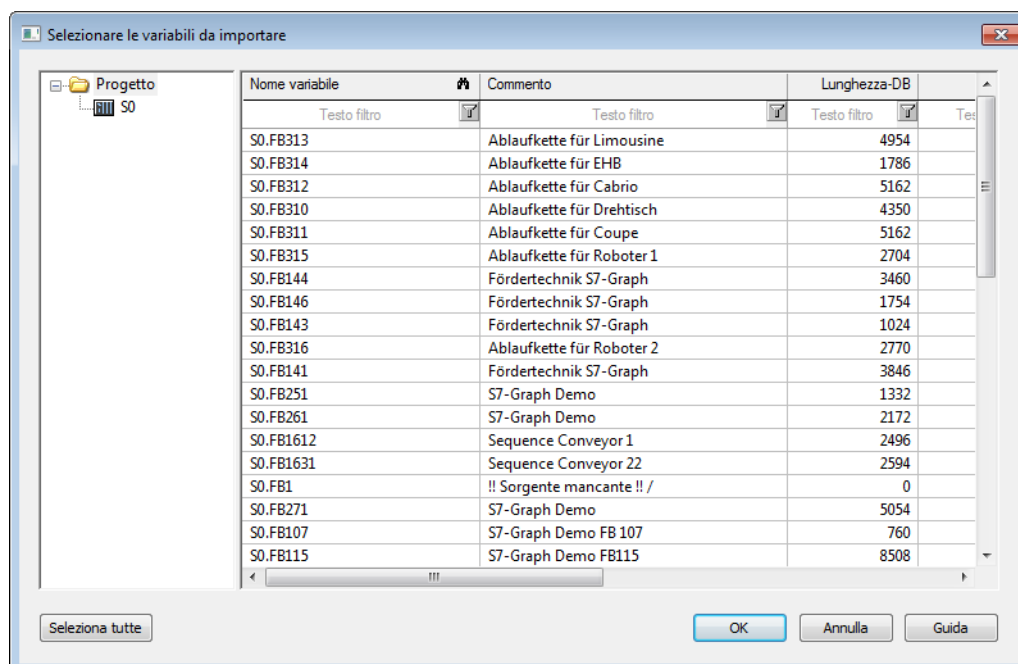 Selezionare le variabili da importare
Progetto
S0
Nome variabile Commento Lunghezza-DB
Testo filtro Testo filtro Testo filtro
S0.FB313 Ablaufkette für Limousine 4954
S0.FB314 Ablaufkette für EHB 1786
S0.FB312 Ablaufkette für Cabrio 5162
S0.FB310 Ablaufkette für Drehtisch 4350
S0.FB311 Ablaufkette für Coupe 5162
S0.FB315 Ablaufkette für Roboter 1 2704
S0.FB144 Fördertechnik S7-Graph 3460
S0.FB146 Fördertechnik S7-Graph 1754
S0.FB143 Fördertechnik S7-Graph 1024
S0.FB316 Ablaufkette für Roboter 2 2770
S0.FB141 Fördertechnik S7-Graph 3846
S0.FB251 S7-Graph Demo 1332
S0.FB261 S7-Graph Demo 2172
S0.FB1612 Sequence Conveyor 1 2496
S0.FB1631 Sequence Conveyor 22 2594
S0.FB1 !! Sorgente mancante !! / 0
S0.FB271 S7-Graph Demo 5054
S0.FB107 S7-Graph Demo FB 107 760
S0.FB115 S7-Graph Demo FB115 8508
Seleziona tutte OK Annulla Guida